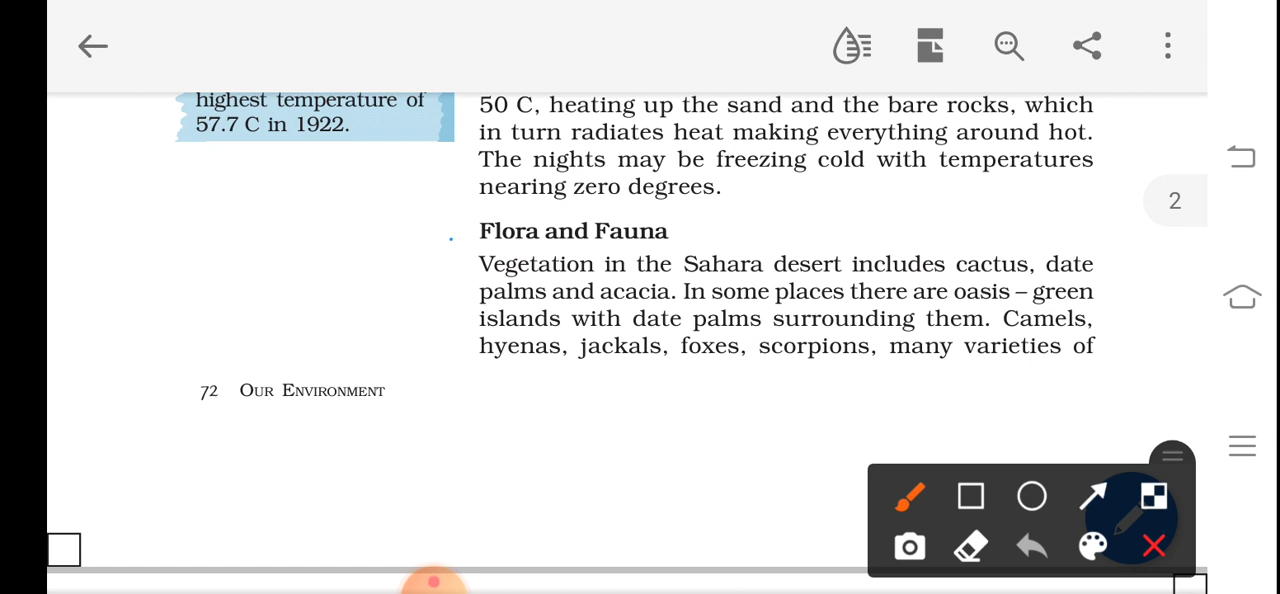 highest temperature of
57.7 C in 1922.
50 C, heating up the sand and the bare rocks, which
in turn radiates heat making everything around hot.
The nights may be freezing cold with temperatures
nearing zero degrees.
2
Flora and Fauna
Vegetation in the Sahara desert includes cactus, date
palms and acacia. In some places there are oasis – green
islands with date palms surrounding them. Camels,
hyenas, jackals, foxes, scorpions, many varieties of
72 OUR ENVIRONMENT